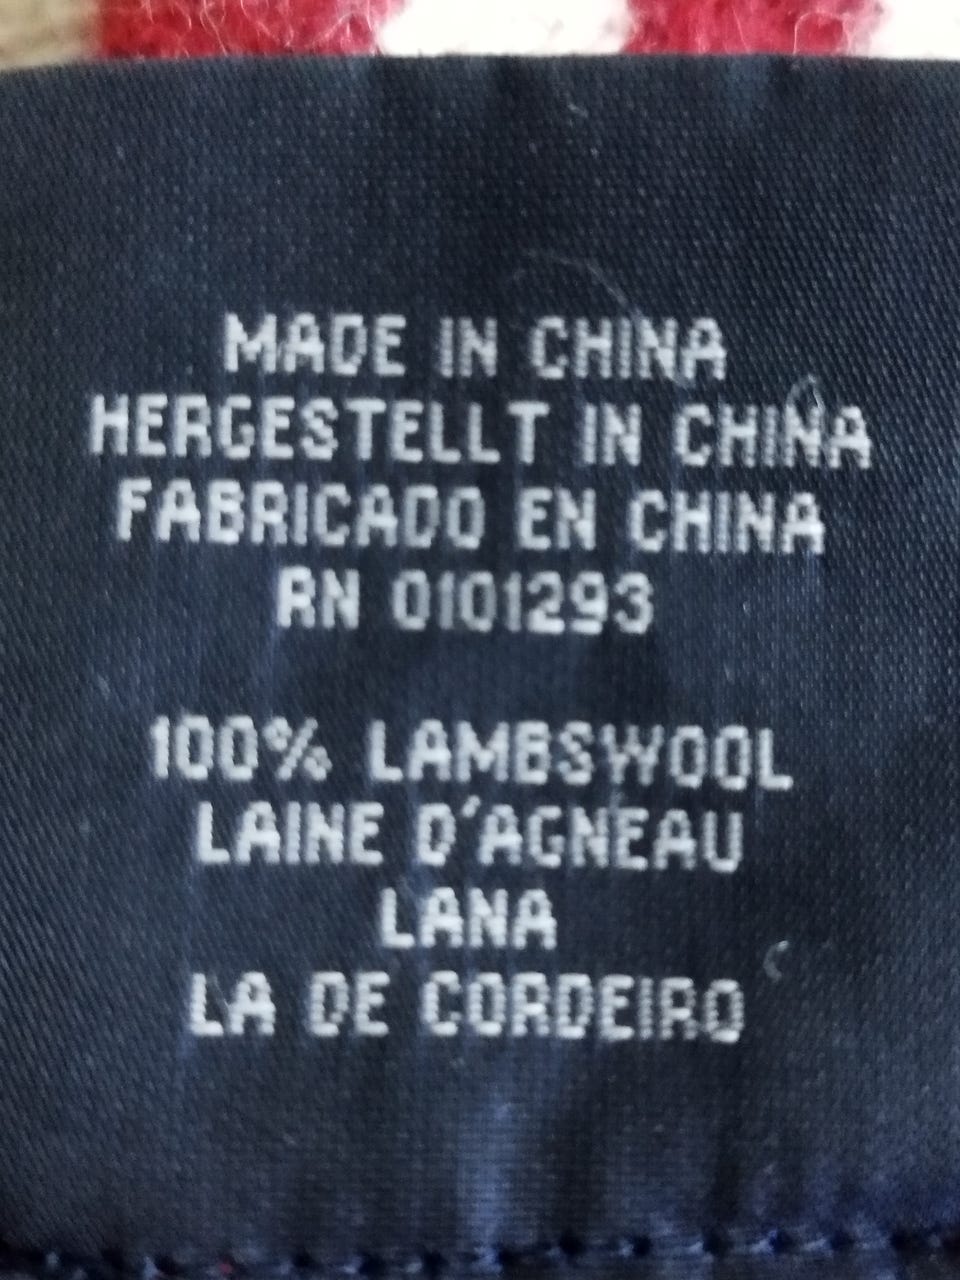 MADE IN CHINA
HERGESTELLT IN CHINA
FABRICADO EN CHINA
RN 0101293
100% LAMBSWOOL
LAINE D'AGNEAU
LANA
LA DE CORDEIRO